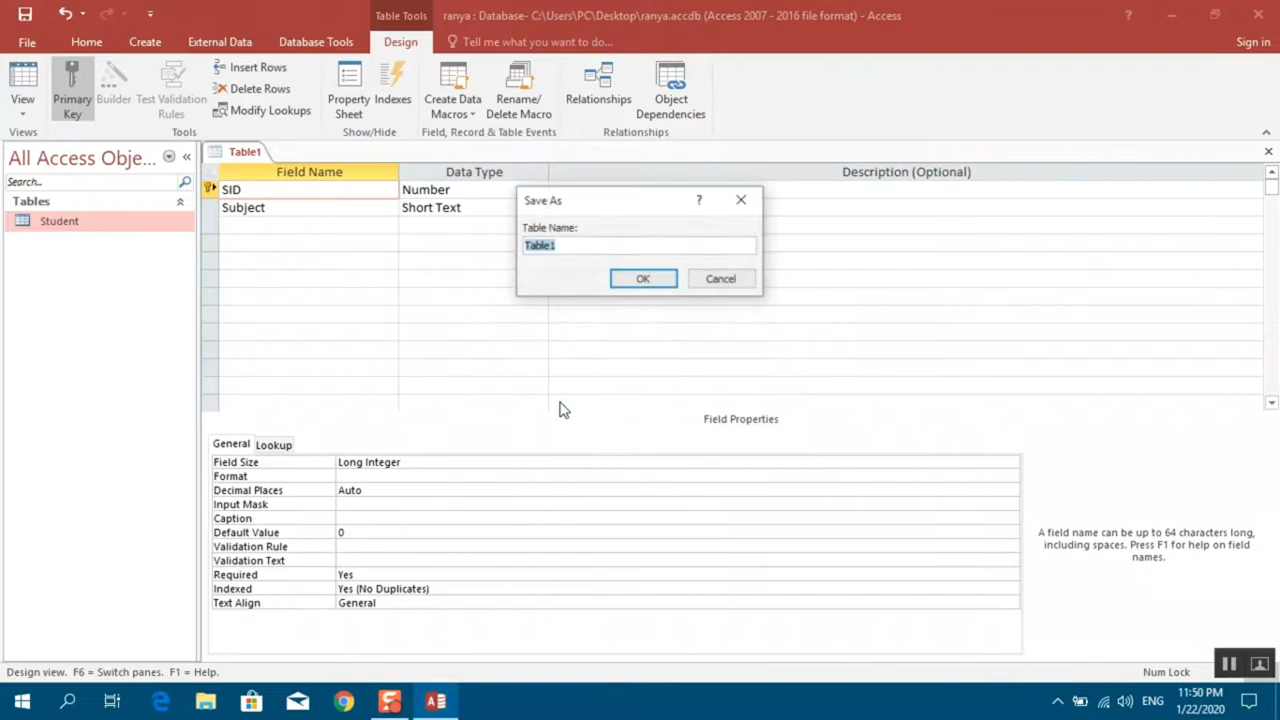 Table Tools
ranya : Database- C:\Users\PC\Desktop\ranya.accdb (Access 2007 - 2016 file format) - Access
?
File
Home
Create
External Data
Database Tools
Design
Tell me what you want to do...
Sign in
View
Primary
Key
Builder
Test Validation
Rules
Insert Rows
Delete Rows
Modify Lookups
Property
Sheet
Indexes
Create Data
Macros
Rename/
Delete Macro
Relationships
Object
Dependencies
Views
Tools
Show/Hide
Field, Record & Table Events
Relationships
All Access Obje...
Search...
Tables
Student
Table1
Field Name
Data Type
Description (Optional)
SID
Number
Subject
Short Text
Save As
?
Table Name:
Table1
OK
Cancel
Field Properties
General
Lookup
Field Size
Long Integer
Format
Decimal Places
Auto
Input Mask
Caption
Default Value
0
Validation Rule
Validation Text
Required
Yes
Indexed
Yes (No Duplicates)
Text Align
General
A field name can be up to 64 characters long,
including spaces. Press F1 for help on field
names.
Design view. F6 = Switch panes. F1 = Help.
Num Lock
ENG
11:50 PM
1/22/2020